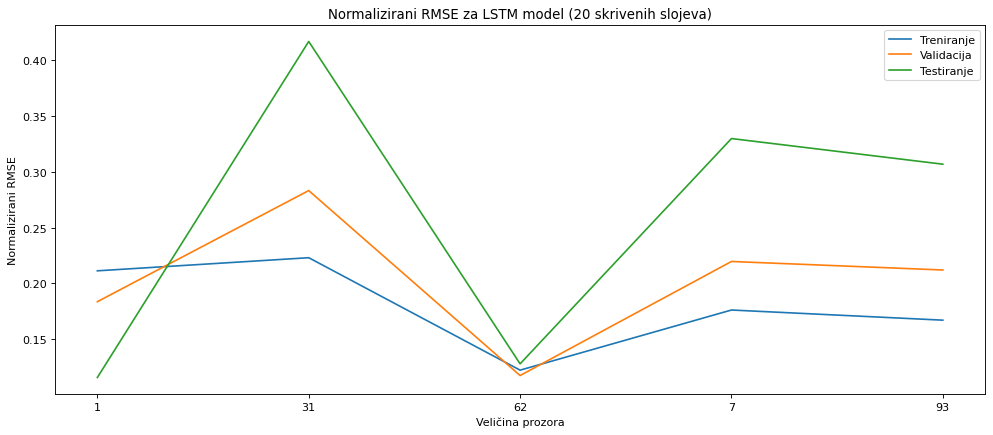 Normalizirani RMSE za LSTM model (20 skrivenih slojeva)
Treniranje
Validacija
Testiranje
Normalizirani RMSE
0.40
0.35
0.30
0.25
0.20
0.15
1 31 62 7 93
Veličina prozora